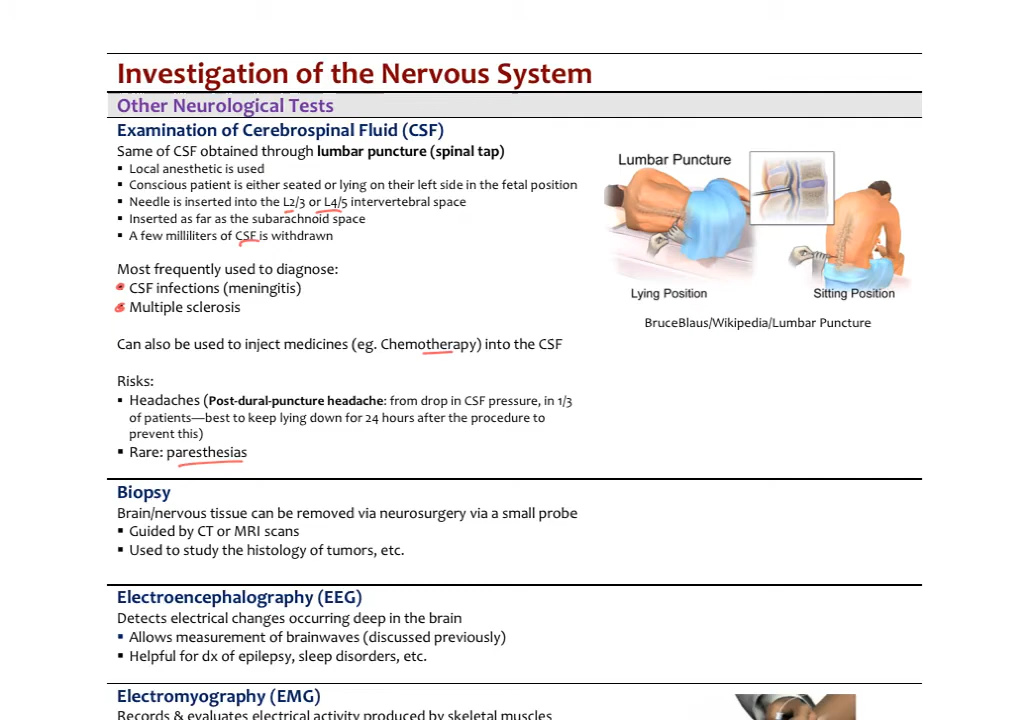 Investigation of the Nervous System
Other Neurological Tests
Examination of Cerebrospinal Fluid (CSF)
Same of CSF obtained through lumbar puncture (spinal tap)
▪ Local anesthetic is used
▪ Conscious patient is either seated or lying on their left side in the fetal position
▪ Needle is inserted into the L2/3 or L4/5 intervertebral space
▪ Inserted as far as the subarachnoid space
▪ A few milliliters of CSF is withdrawn
Most frequently used to diagnose:
▪ CSF infections (meningitis)
▪ Multiple sclerosis
Can also be used to inject medicines (eg. Chemotherapy) into the CSF
Risks:
▪ Headaches (Post-dural-puncture headache: from drop in CSF pressure, in 1/3
of patients—best to keep lying down for 24 hours after the procedure to
prevent this)
▪ Rare: paresthesias
Lumbar Puncture
Lying Position
Sitting Position
BruceBlaus/Wikipedia/Lumbar Puncture
Biopsy
Brain/nervous tissue can be removed via neurosurgery via a small probe
▪ Guided by CT or MRI scans
▪ Used to study the histology of tumors, etc.
Electroencephalography (EEG)
Detects electrical changes occurring deep in the brain
▪ Allows measurement of brainwaves (discussed previously)
▪ Helpful for dx of epilepsy, sleep disorders, etc.
Electromyography (EMG)
Records & evaluates electrical activity produced by skeletal muscles